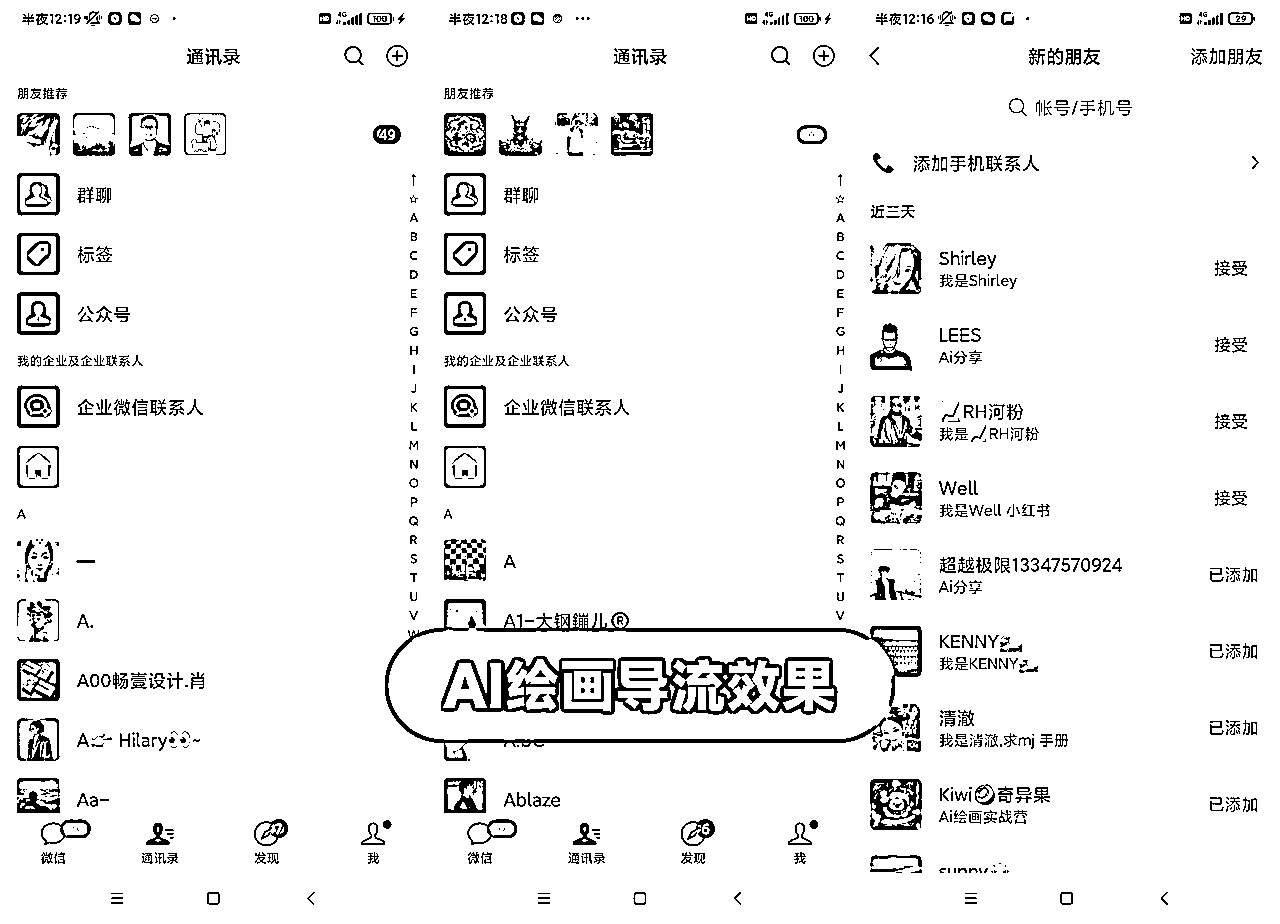 半夜12:19
HD 4G 100
通讯录
朋友推荐
49
群聊
标签
公众号
我的企业及企业联系人
企业微信联系人
A
一
A.
A00畅壹设计.肖
A👉 Hilary👀~
Aa-
↑
☆
A
B
C
D
E
F
G
H
I
J
K
L
M
N
O
P
Q
R
S
T
U
V
W
微信
通讯录
发现
7
我
半夜12:18
HD 4G 100
通讯录
朋友推荐
群聊
标签
公众号
我的企业及企业联系人
企业微信联系人
A
A
A1-大钢鏰儿®
Ablaze
↑
☆
A
B
C
D
E
F
G
H
I
J
K
L
M
N
O
P
Q
R
S
T
U
V
微信
通讯录
发现
6
我
AI绘画导流效果
半夜12:16
HD 4G 29
新的朋友
添加朋友
帐号/手机号
添加手机联系人
近三天
Shirley
我是Shirley
接受
LEES
Ai分享
接受
RH河粉
我是RH河粉
接受
Well
我是Well 小红书
接受
超越极限13347570924
Ai分享
已添加
KENNY
我是KENNY
已添加
清澈
我是清澈,求mj 手册
已添加
Kiwi🥝奇异果
Ai绘画实战营
已添加
sunny